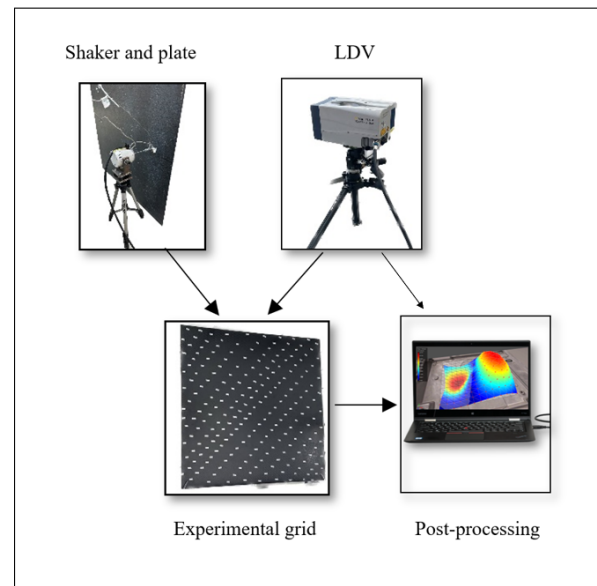 Shaker and plate
LDV
Experimental grid
Post-processing